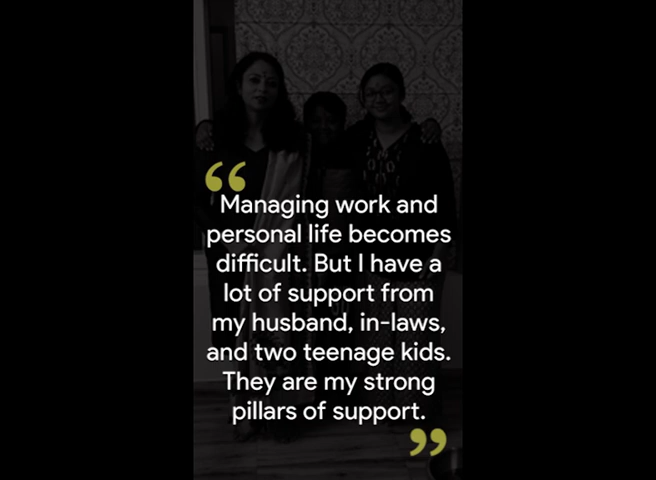 “
Managing work and
personal life becomes
difficult. But I have a
lot of support from
my husband, in-laws,
and two teenage kids.
They are my strong
pillars of support.
”